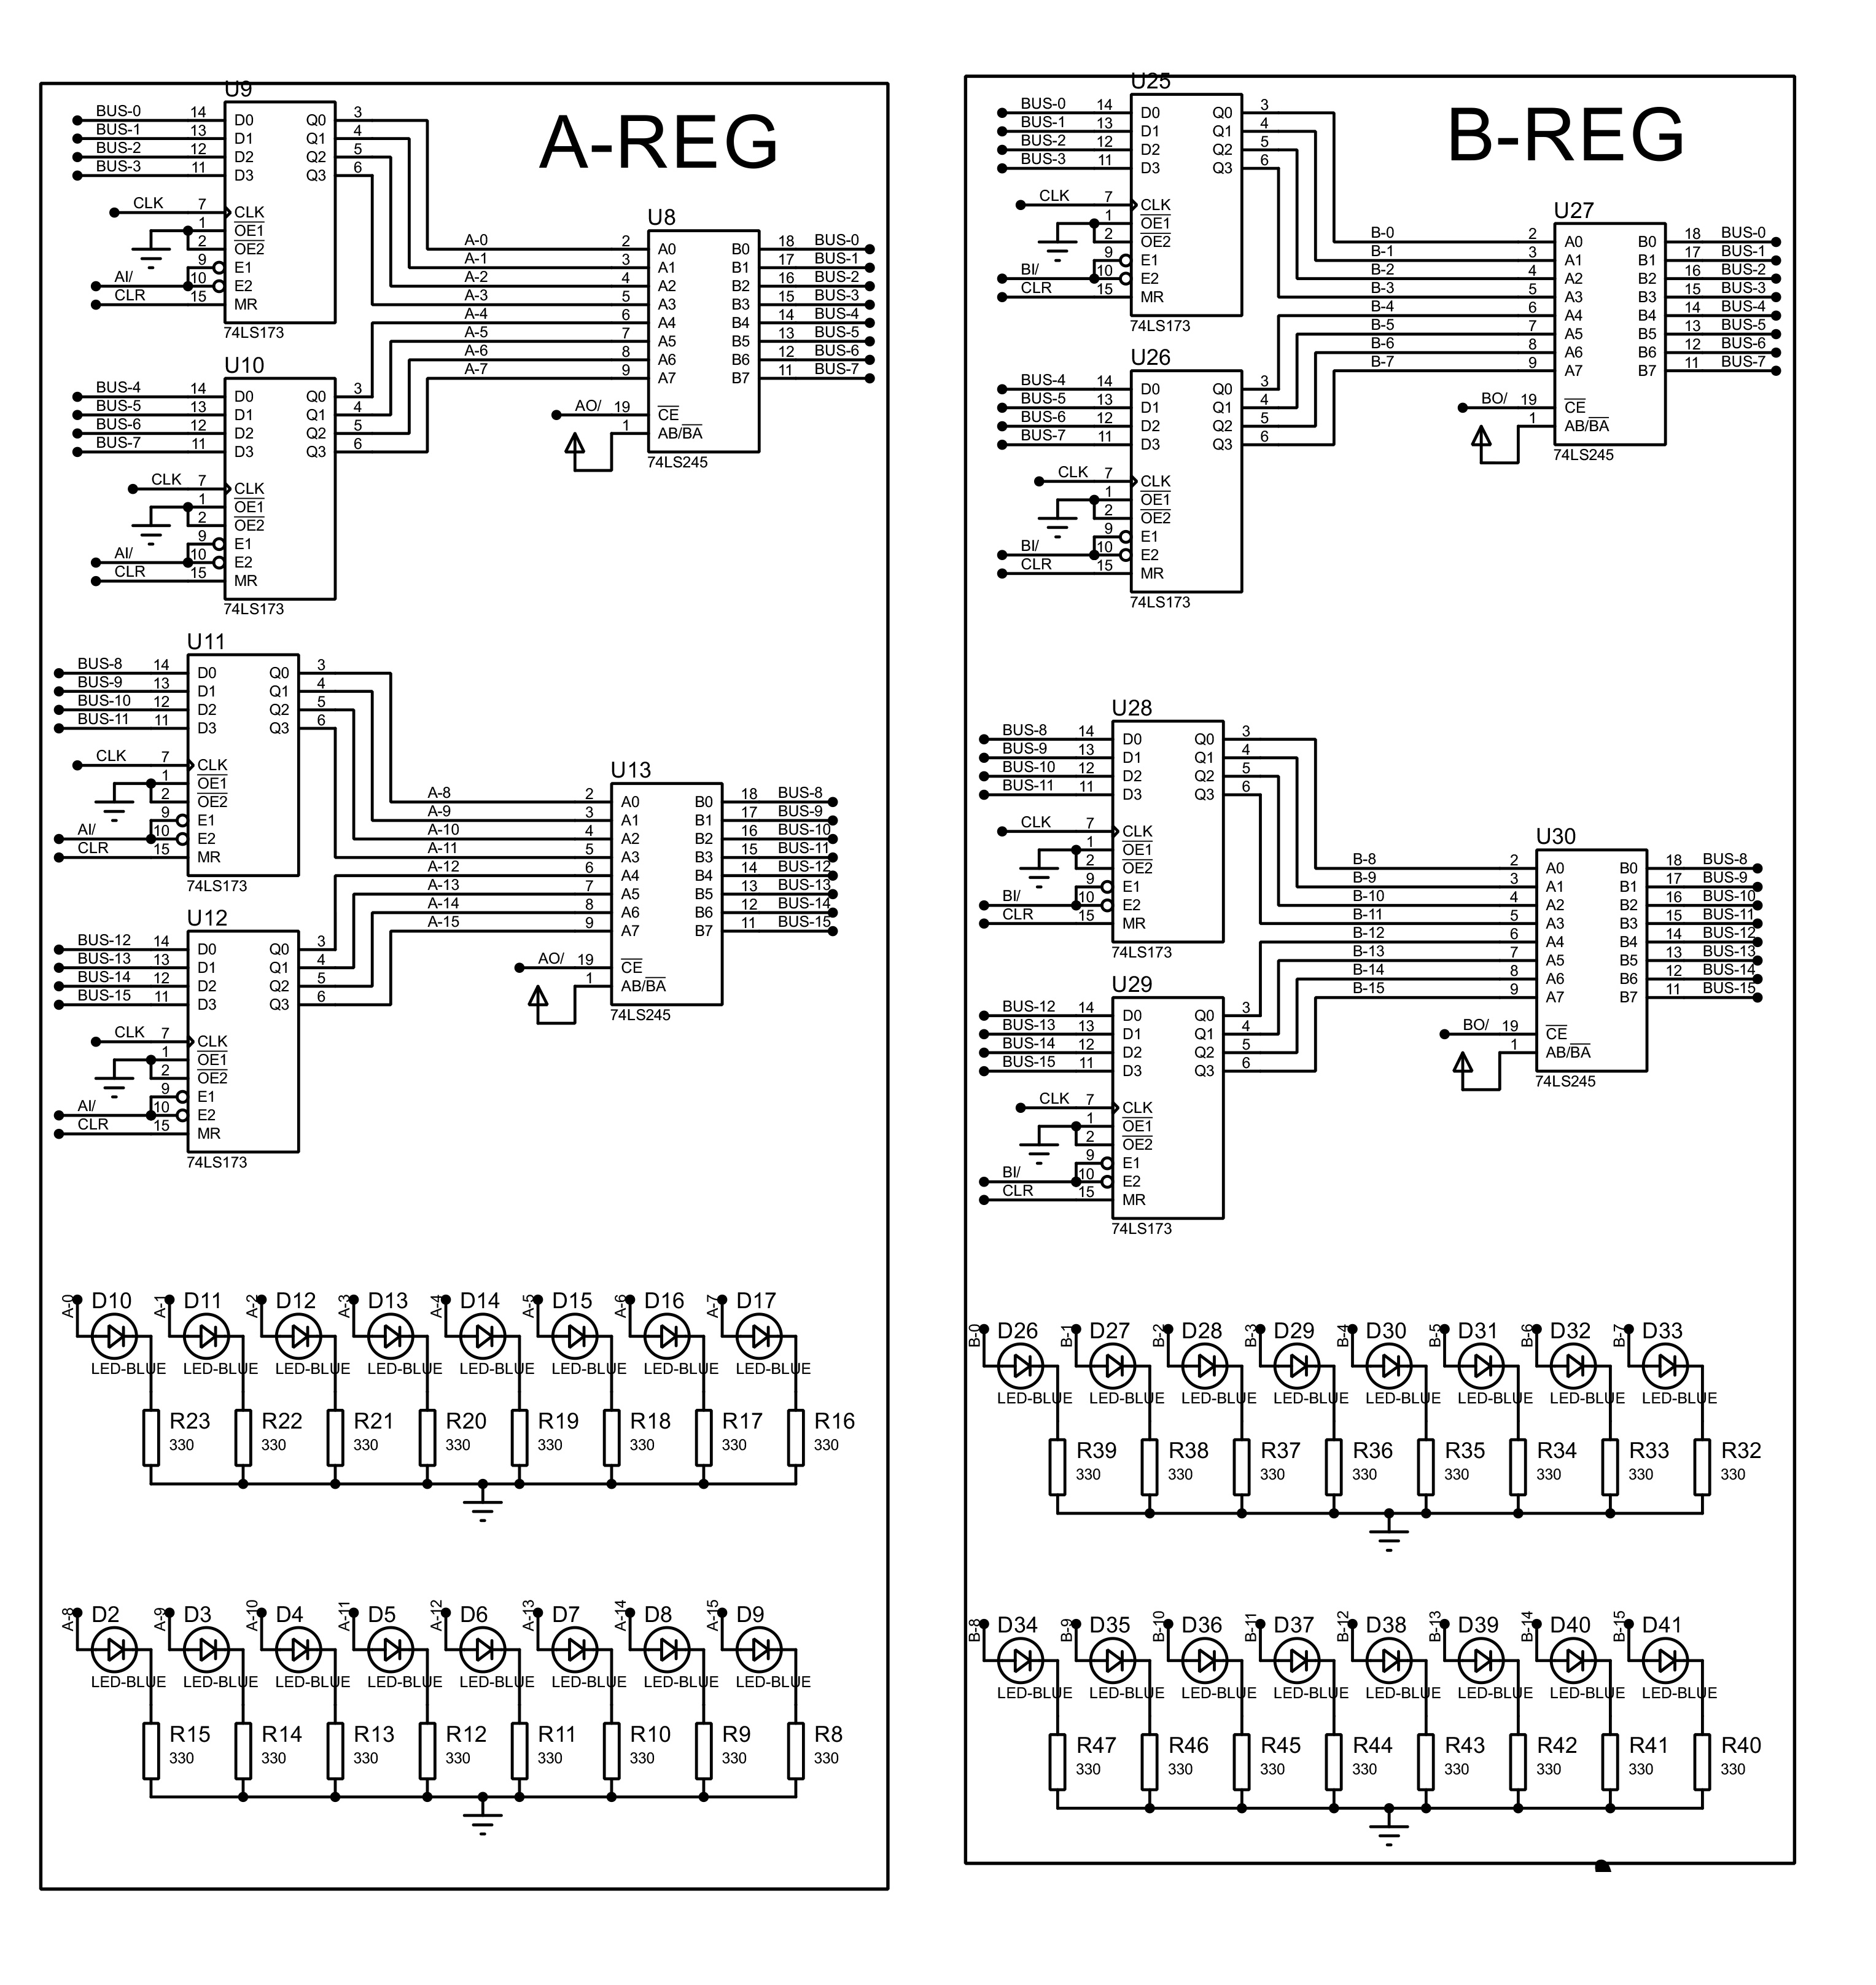 A-REG
U9
BUS-0 14 D0 Q0 3
BUS-1 13 D1 Q1 4
BUS-2 12 D2 Q2 5
BUS-3 11 D3 Q3 6
CLK 7 CLK
1 OE1
2 OE2
9 E1
AI/ 10 E2
CLR 15 MR
74LS173
U8
A-0 2 A0 B0 18 BUS-0
A-1 3 A1 B1 17 BUS-1
A-2 4 A2 B2 16 BUS-2
A-3 5 A3 B3 15 BUS-3
A-4 6 A4 B4 14 BUS-4
A-5 7 A5 B5 13 BUS-5
A-6 8 A6 B6 12 BUS-6
A-7 9 A7 B7 11 BUS-7
AO/ 19 CE
1 AB/BA
74LS245
U10
BUS-4 14 D0 Q0 3
BUS-5 13 D1 Q1 4
BUS-6 12 D2 Q2 5
BUS-7 11 D3 Q3 6
CLK 7 CLK
1 OE1
2 OE2
9 E1
AI/ 10 E2
CLR 15 MR
74LS173
U11
BUS-8 14 D0 Q0 3
BUS-9 13 D1 Q1 4
BUS-10 12 D2 Q2 5
BUS-11 11 D3 Q3 6
CLK 7 CLK
1 OE1
2 OE2
9 E1
AI/ 10 E2
CLR 15 MR
74LS173
U13
A-8 2 A0 B0 18 BUS-8
A-9 3 A1 B1 17 BUS-9
A-10 4 A2 B2 16 BUS-10
A-11 5 A3 B3 15 BUS-11
A-12 6 A4 B4 14 BUS-12
A-13 7 A5 B5 13 BUS-13
A-14 8 A6 B6 12 BUS-14
A-15 9 A7 B7 11 BUS-15
AO/ 19 CE
1 AB/BA
74LS245
U12
BUS-12 14 D0 Q0 3
BUS-13 13 D1 Q1 4
BUS-14 12 D2 Q2 5
BUS-15 11 D3 Q3 6
CLK 7 CLK
1 OE1
2 OE2
9 E1
AI/ 10 E2
CLR 15 MR
74LS173
A-0 D10 A-1 D11 A-2 D12 A-3 D13 A-4 D14 A-5 D15 A-6 D16 A-7 D17
LED-BLUE LED-BLUE LED-BLUE LED-BLUE LED-BLUE LED-BLUE LED-BLUE LED-BLUE
R23 R22 R21 R20 R19 R18 R17 R16
330 330 330 330 330 330 330 330
A-8 D2 A-9 D3 A-10 D4 A-11 D5 A-12 D6 A-13 D7 A-14 D8 A-15 D9
LED-BLUE LED-BLUE LED-BLUE LED-BLUE LED-BLUE LED-BLUE LED-BLUE LED-BLUE
R15 R14 R13 R12 R11 R10 R9 R8
330 330 330 330 330 330 330 330
B-REG
U25
BUS-0 14 D0 Q0 3
BUS-1 13 D1 Q1 4
BUS-2 12 D2 Q2 5
BUS-3 11 D3 Q3 6
CLK 7 CLK
1 OE1
2 OE2
9 E1
BI/ 10 E2
CLR 15 MR
74LS173
U27
B-0 2 A0 B0 18 BUS-0
B-1 3 A1 B1 17 BUS-1
B-2 4 A2 B2 16 BUS-2
B-3 5 A3 B3 15 BUS-3
B-4 6 A4 B4 14 BUS-4
B-5 7 A5 B5 13 BUS-5
B-6 8 A6 B6 12 BUS-6
B-7 9 A7 B7 11 BUS-7
BO/ 19 CE
1 AB/BA
74LS245
U26
BUS-4 14 D0 Q0 3
BUS-5 13 D1 Q1 4
BUS-6 12 D2 Q2 5
BUS-7 11 D3 Q3 6
CLK 7 CLK
1 OE1
2 OE2
9 E1
BI/ 10 E2
CLR 15 MR
74LS173
U28
BUS-8 14 D0 Q0 3
BUS-9 13 D1 Q1 4
BUS-10 12 D2 Q2 5
BUS-11 11 D3 Q3 6
CLK 7 CLK
1 OE1
2 OE2
9 E1
BI/ 10 E2
CLR 15 MR
74LS173
U30
B-8 2 A0 B0 18 BUS-8
B-9 3 A1 B1 17 BUS-9
B-10 4 A2 B2 16 BUS-10
B-11 5 A3 B3 15 BUS-11
B-12 6 A4 B4 14 BUS-12
B-13 7 A5 B5 13 BUS-13
B-14 8 A6 B6 12 BUS-14
B-15 9 A7 B7 11 BUS-15
BO/ 19 CE
1 AB/BA
74LS245
U29
BUS-12 14 D0 Q0 3
BUS-13 13 D1 Q1 4
BUS-14 12 D2 Q2 5
BUS-15 11 D3 Q3 6
CLK 7 CLK
1 OE1
2 OE2
9 E1
BI/ 10 E2
CLR 15 MR
74LS173
B-0 D26 B-1 D27 B-2 D28 B-3 D29 B-4 D30 B-5 D31 B-6 D32 B-7 D33
LED-BLUE LED-BLUE LED-BLUE LED-BLUE LED-BLUE LED-BLUE LED-BLUE LED-BLUE
R39 R38 R37 R36 R35 R34 R33 R32
330 330 330 330 330 330 330 330
B-8 D34 B-9 D35 B-10 D36 B-11 D37 B-12 D38 B-13 D39 B-14 D40 B-15 D41
LED-BLUE LED-BLUE LED-BLUE LED-BLUE LED-BLUE LED-BLUE LED-BLUE LED-BLUE
R47 R46 R45 R44 R43 R42 R41 R40
330 330 330 330 330 330 330 330